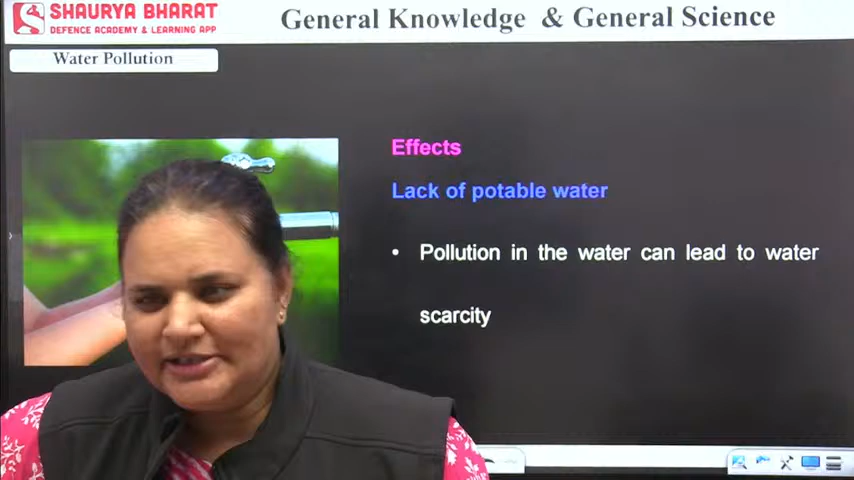 SHAURYA BHARAT
DEFENCE ACADEMY & LEARNING APP
General Knowledge & General Science
Water Pollution
Effects
Lack of potable water
• Pollution in the water can lead to water
scarcity